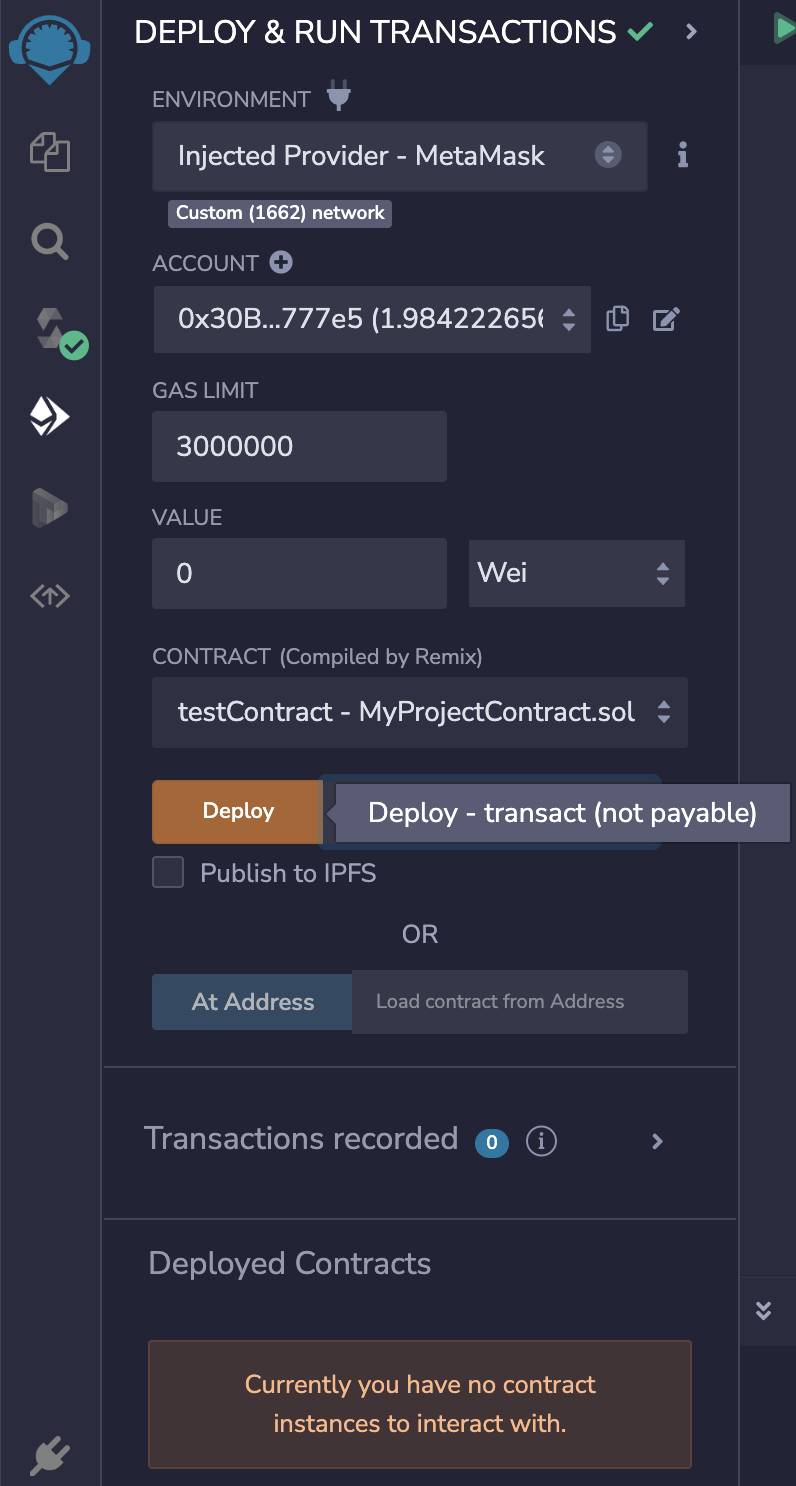 DEPLOY & RUN TRANSACTIONS
ENVIRONMENT
Injected Provider - MetaMask
Custom (1662) network
ACCOUNT
0x30B...777e5 (1.984222656
GAS LIMIT
3000000
VALUE
0
Wei
CONTRACT (Compiled by Remix)
testContract - MyProjectContract.sol
Deploy
Deploy - transact (not payable)
Publish to IPFS
OR
At Address
Load contract from Address
Transactions recorded 0
Deployed Contracts
Currently you have no contract
instances to interact with.